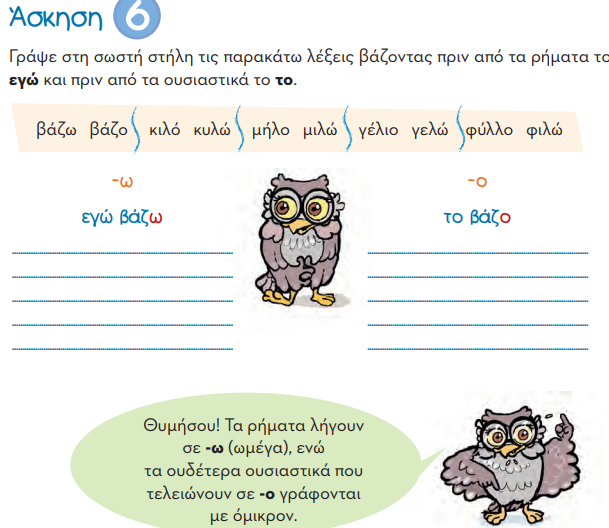 Άσκηση 6
Γράψε στη σωστή στήλη τις παρακάτω λέξεις βάζοντας πριν από τα ρήματα το
εγώ και πριν από τα ουσιαστικά το το.
βάζω βάζο κιλό κυλώ μήλο μιλώ γέλιο γελώ φύλλο φιλώ
-ω -ο
εγώ βάζω το βάζο
Θυμήσου! Τα ρήματα λήγουν
σε -ω (ωμέγα), ενώ
τα ουδέτερα ουσιαστικά που
τελειώνουν σε -ο γράφονται
με όμικρον.